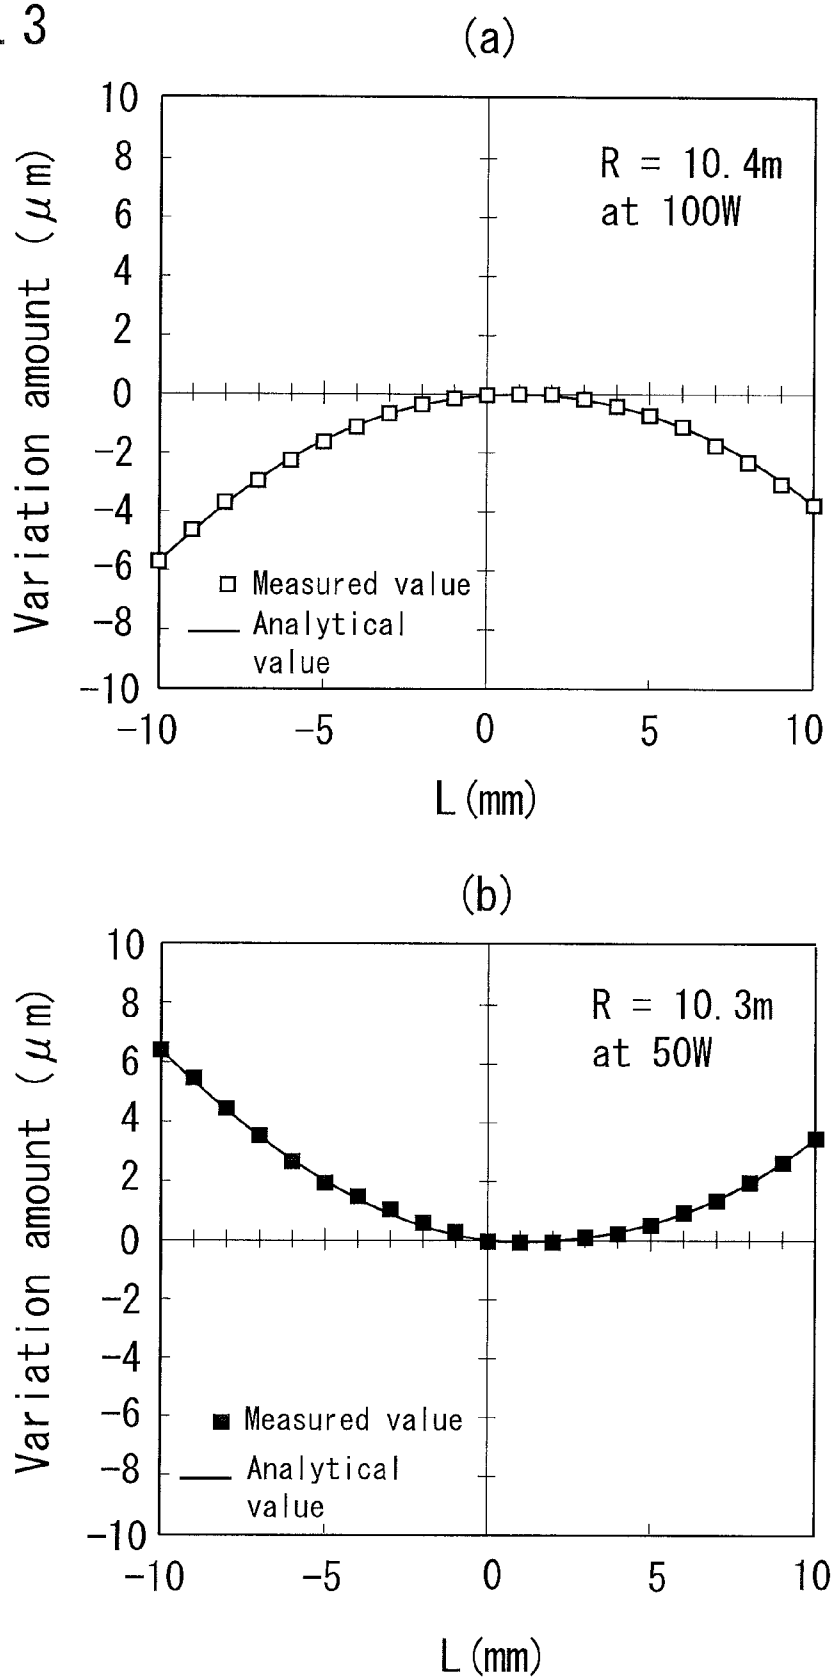 . 3
(a)
Variation amount (μm)
10
8
6
4
2
0
−2
−4
−6
−8
−10
R = 10.4m
at 100W
Measured value
Analytical
value
−10 −5 0 5 10
L(mm)
(b)
Variation amount (μm)
10
8
6
4
2
0
−2
−4
−6
−8
−10
R = 10.3m
at 50W
Measured value
Analytical
value
−10 −5 0 5 10
L(mm)